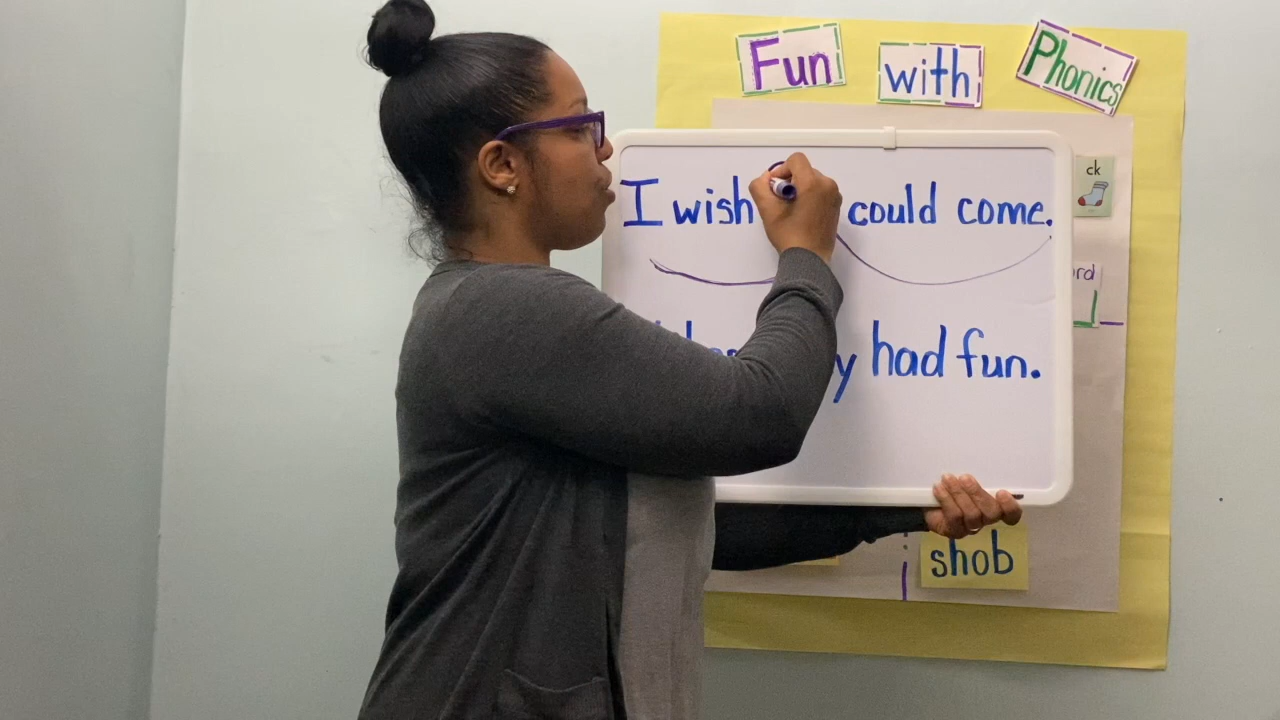 Fun with Phonics
ck
I wish could come.
had fun.
shob